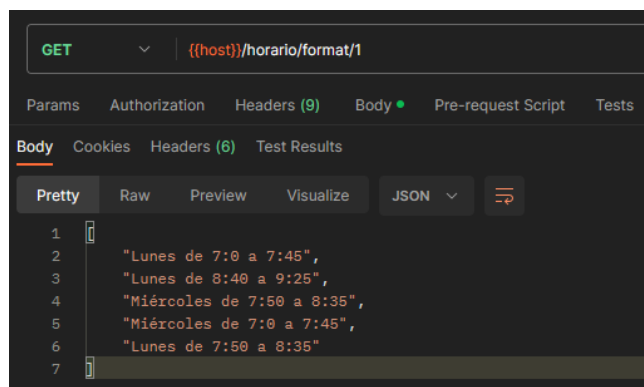 GET {{host}}/horario/format/1
Params Authorization Headers (9) Body Pre-request Script Tests
Body Cookies Headers (6) Test Results
Pretty Raw Preview Visualize JSON
1 [
2 "Lunes de 7:0 a 7:45",
3 "Lunes de 8:40 a 9:25",
4 "Miércoles de 7:50 a 8:35",
5 "Miércoles de 7:0 a 7:45",
6 "Lunes de 7:50 a 8:35"
7 ]